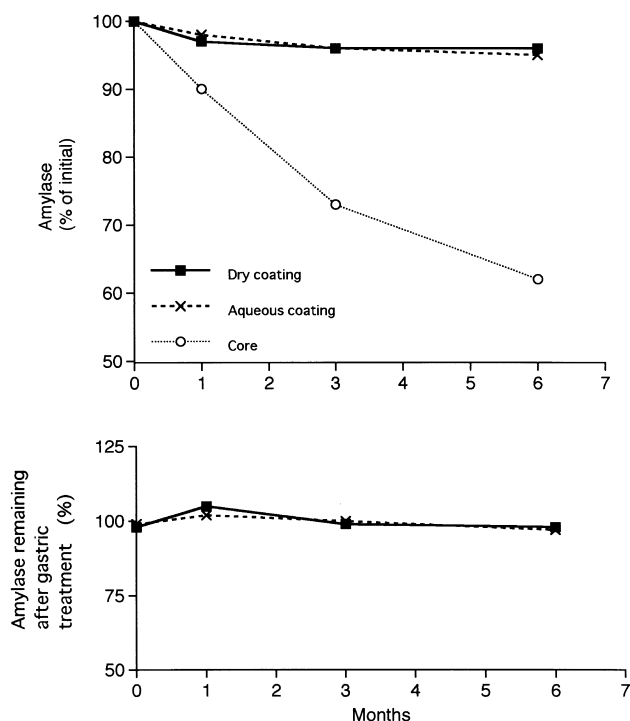 100
90
80
70
60
50
Amylase
(% of initial)
Dry coating
Aqueous coating
Core
0 1 2 3 4 5 6 7
125
100
75
50
Amylase remaining
after gastric
treatment (%)
0 1 2 3 4 5 6 7
Months